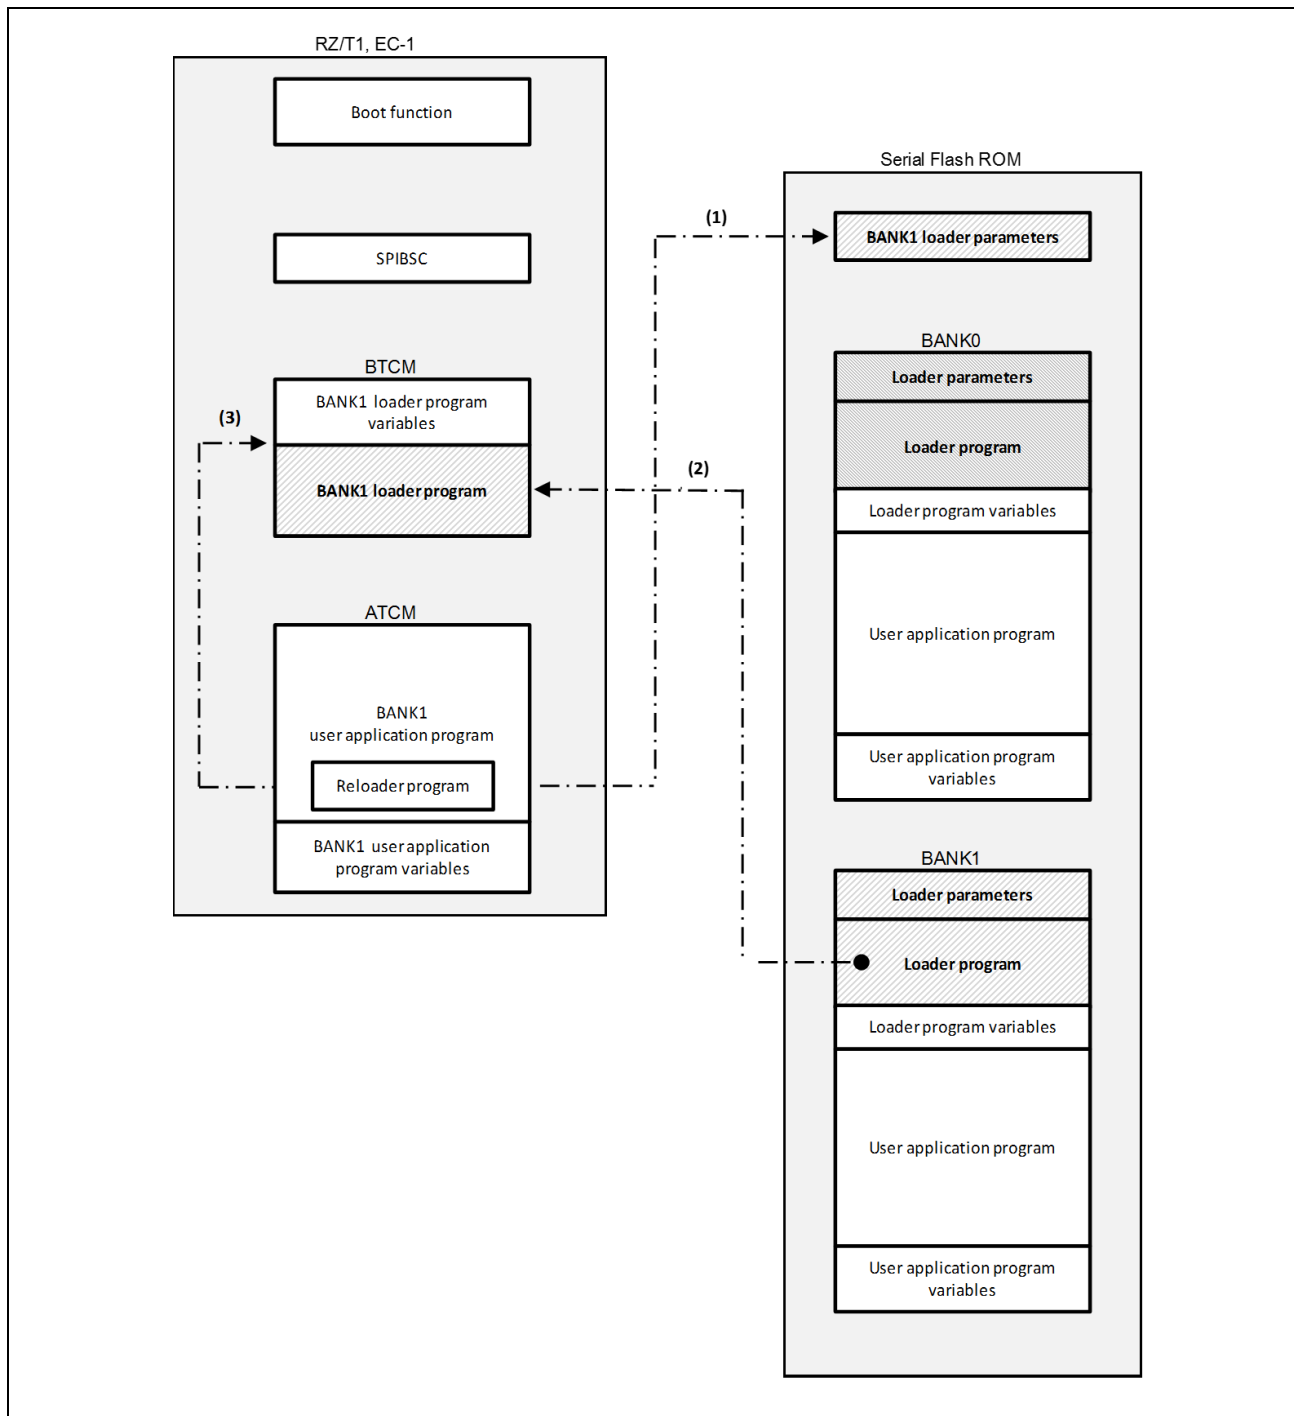 RZ/T1, EC-1
Boot function
SPIBSC
BTCM
BANK1 loader program
variables
(3)
BANK1 loader program
ATCM
BANK1
user application program
Reloader program
BANK1 user application
program variables
(1)
(2)
Serial Flash ROM
BANK1 loader parameters
BANK0
Loader parameters
Loader program
Loader program variables
User application program
User application program
variables
BANK1
Loader parameters
Loader program
Loader program variables
User application program
User application program
variables